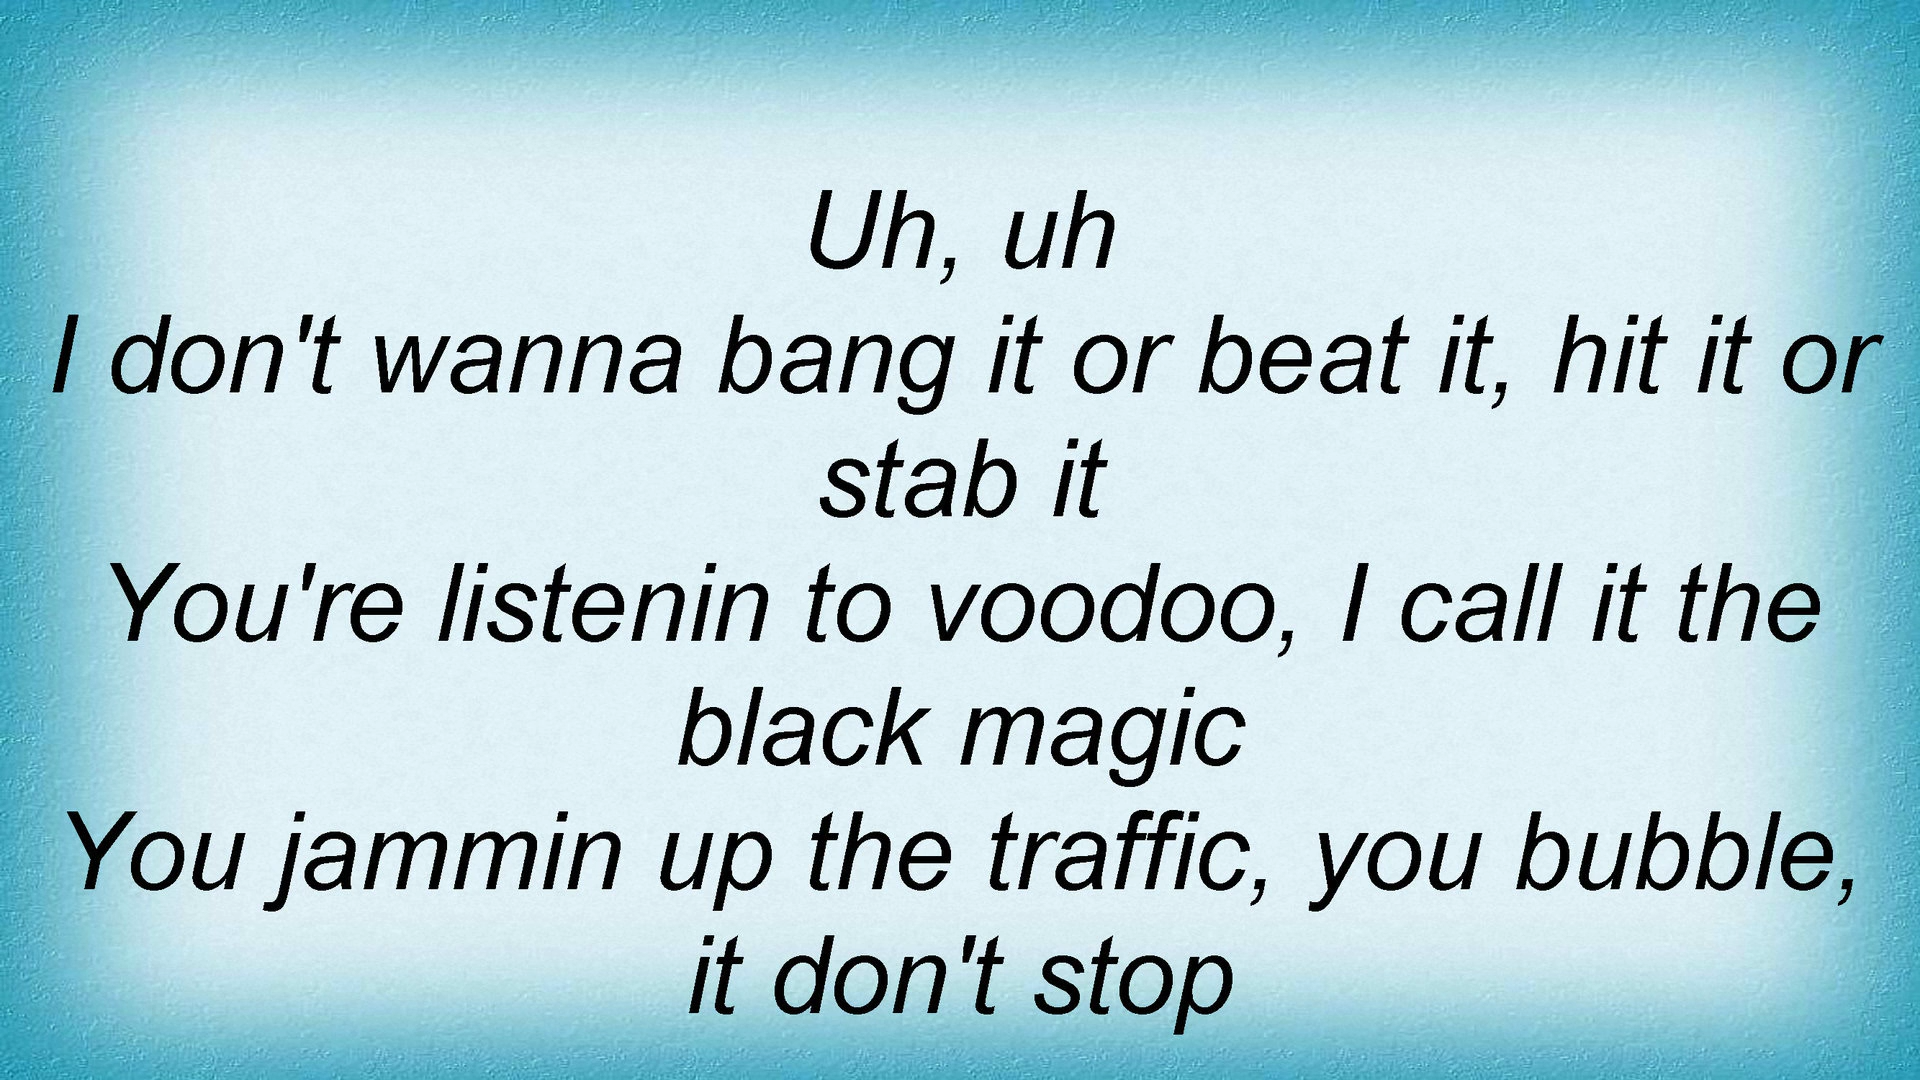 Uh, uh
I don't wanna bang it or beat it, hit it or
stab it
You're listenin to voodoo, I call it the
black magic
You jammin up the traffic, you bubble,
it don't stop